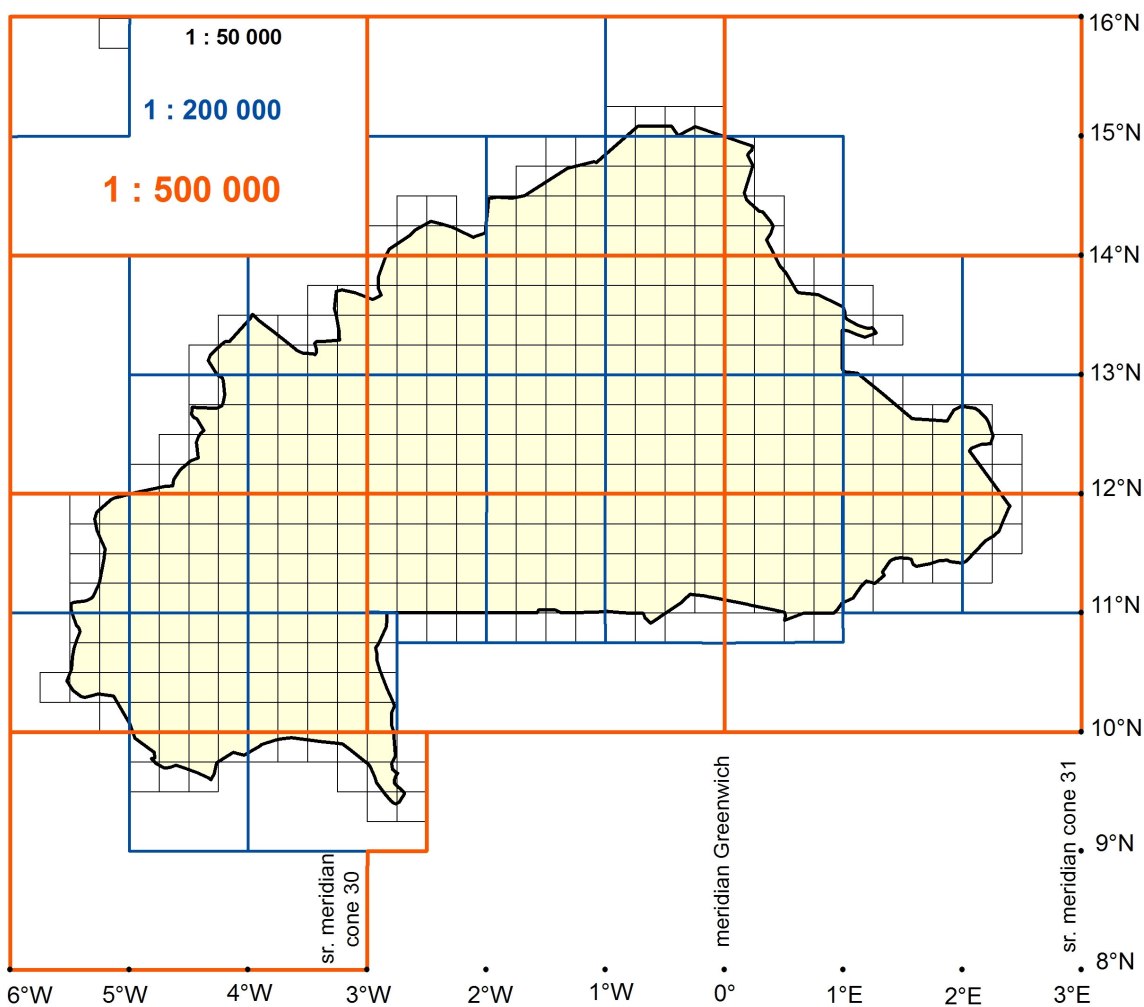 1 : 50 000
1 : 200 000
1 : 500 000
16°N
15°N
14°N
13°N
12°N
11°N
10°N
9°N
8°N
sr. meridian
cone 30
meridian Greenwich
sr. meridian cone 31
6°W 5°W 4°W 3°W 2°W 1°W 0° 1°E 2°E 3°E